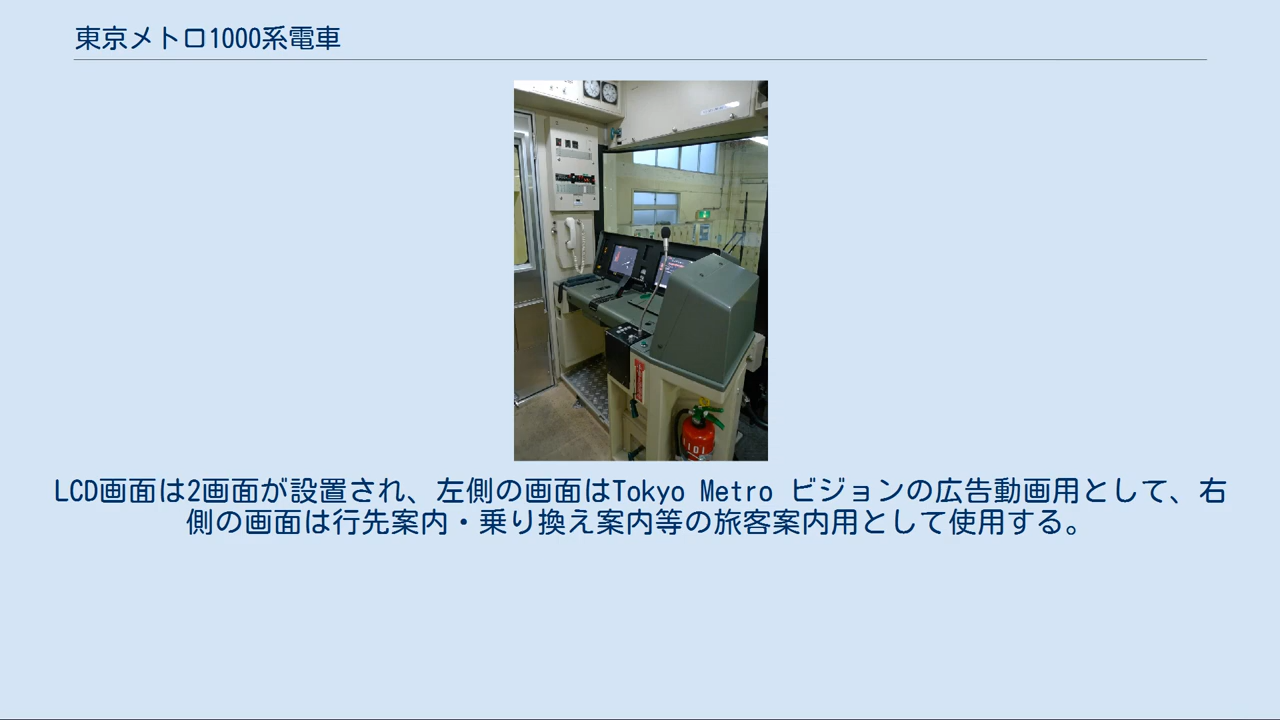 東京メトロ1000系電車
LCD画面は2画面が設置され、左側の画面はTokyo Metro ビジョンの広告動画用として、右
側の画面は行先案内・乗り換え案内等の旅客案内用として使用する。